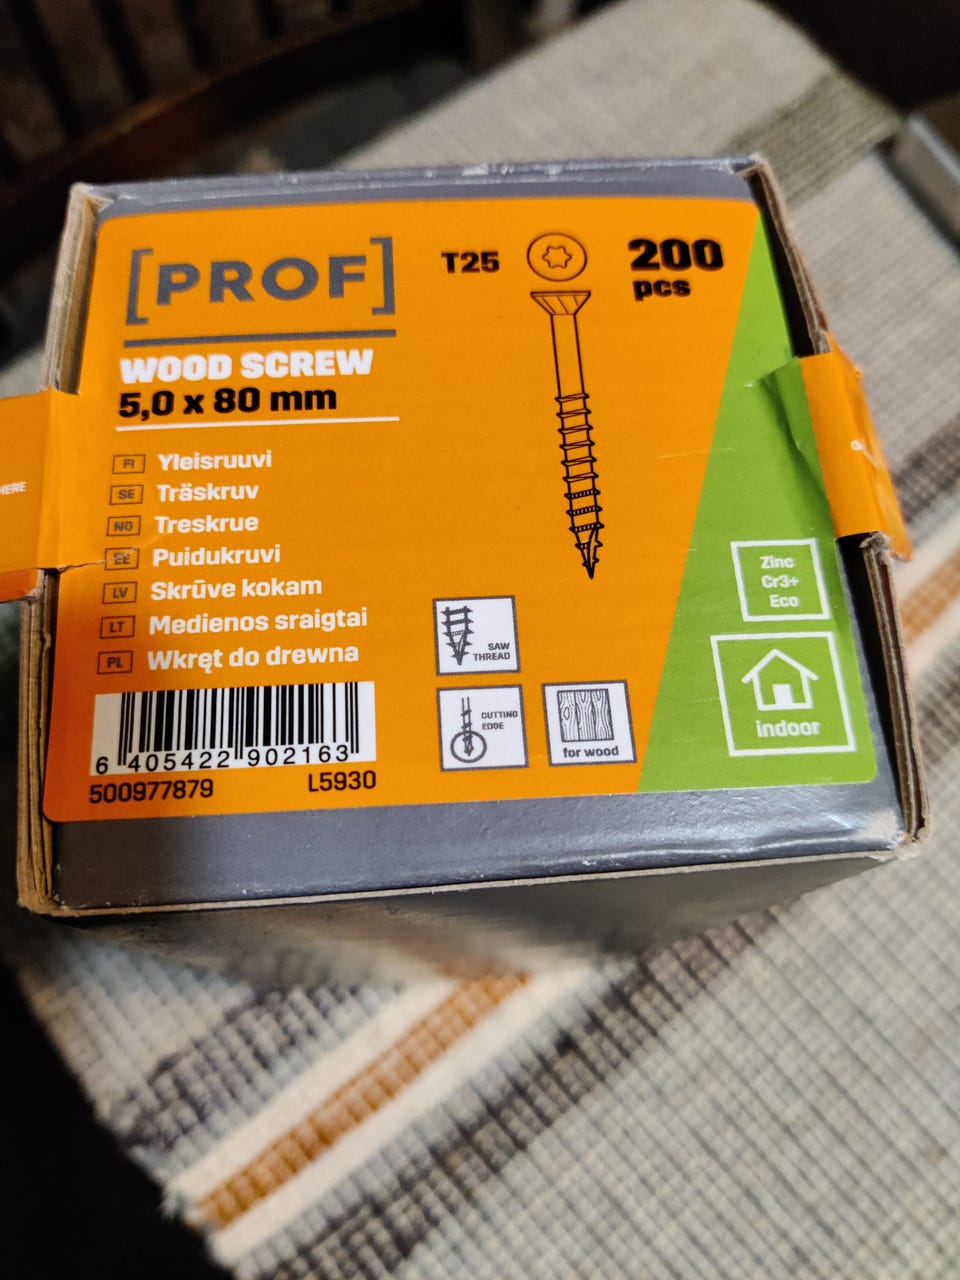 [PROF]
T25
200
pcs
WOOD SCREW
5,0 x 80 mm
FI Yleisruuvi
SE Träskruv
NO Treskrue
EE Puidukruvi
LV Skrūve kokam
LT Medienos sraigtai
PL Wkręt do drewna
HERE
Zinc
Cr3+
Eco
SAW
THREAD
CUTTING
EDGE
for wood
indoor
6 405422 902163
500977879
L5930